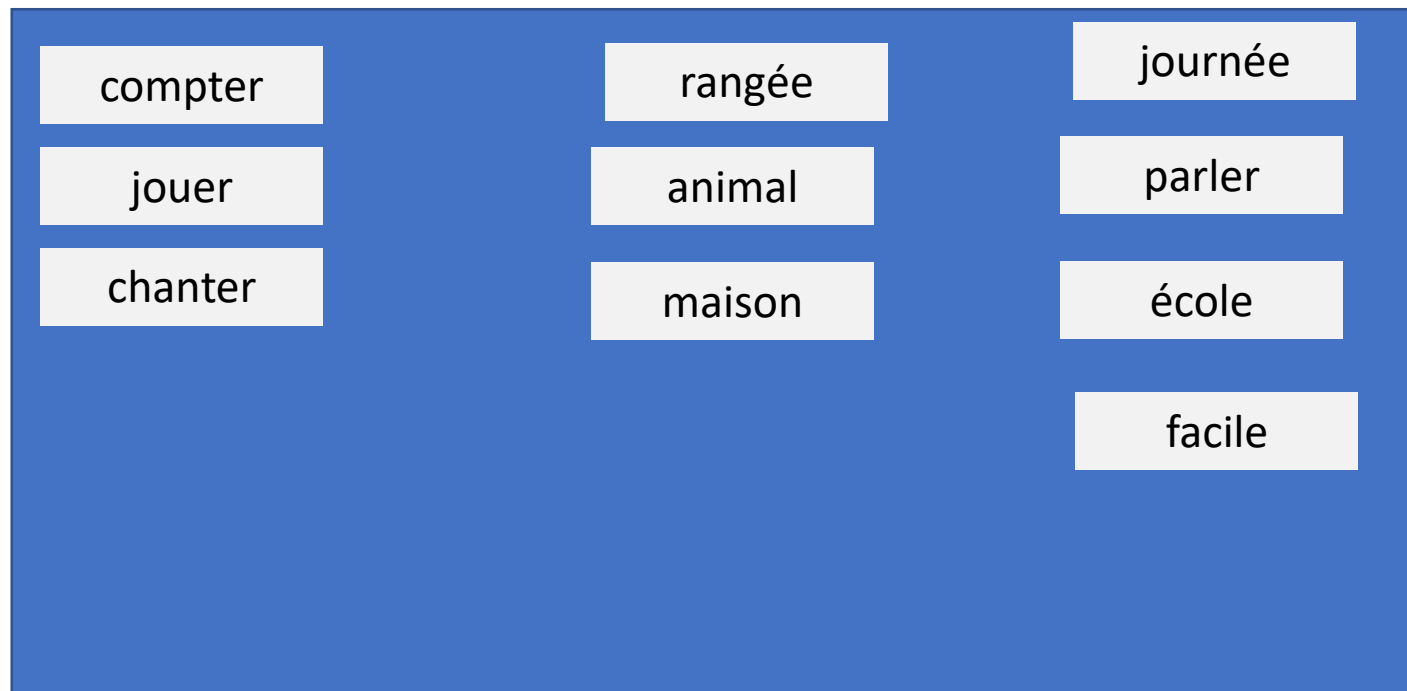 compter
jouer
chanter
rangée
animal
maison
journée
parler
école
facile